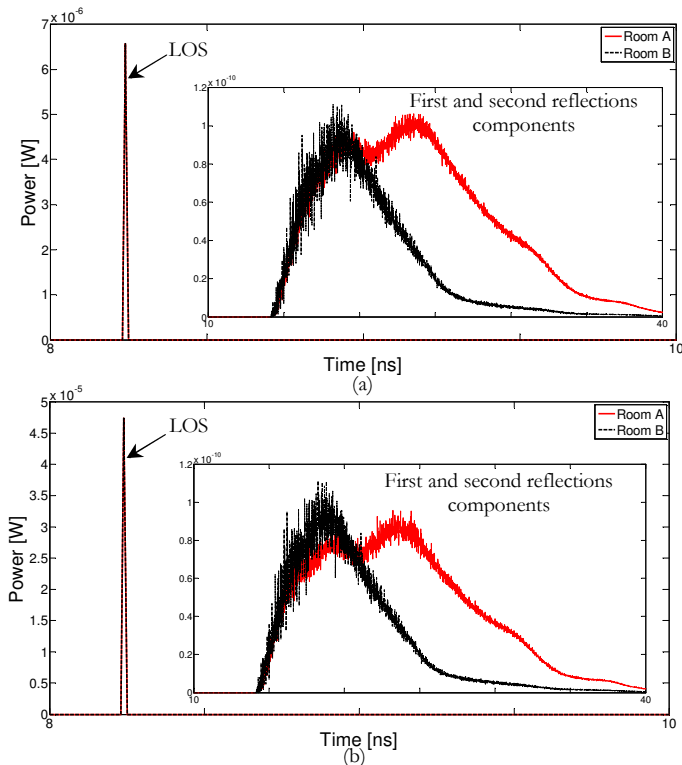 7 x 10^-6
LOS
Room A
Room B
6
1.2 x 10^-10
First and second reflections
components
5
1
4
0.8
Power [W]
3
0.6
2
0.4
1
0.2
0
0
10
40
8
10
Time [ns]
(a)
5 x 10^-5
LOS
Room A
Room B
4.5
4
1.2 x 10^-10
First and second reflections
components
3.5
1
3
0.8
Power [W]
2.5
0.6
2
1.5
0.4
1
0.2
0.5
0
0
10
40
8
10
Time [ns]
(b)